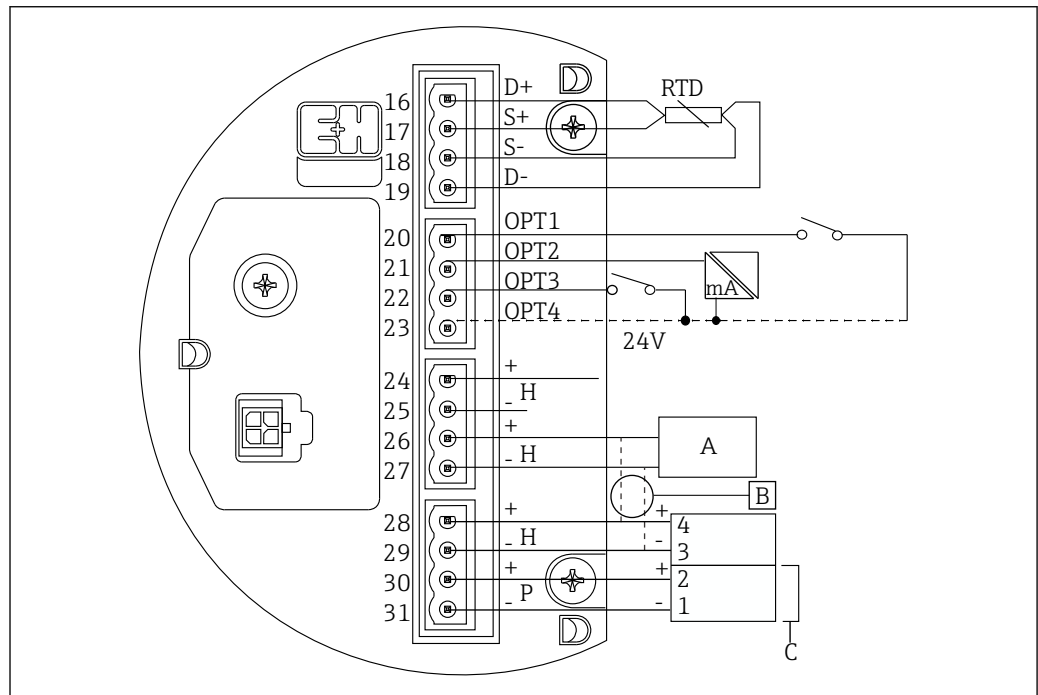 E+H
RTD
16 D+
17 S+
18 S-
19 D-
20 OPT1
21 OPT2
22 OPT3
23 OPT4
mA
24V
24 +
H
25 -
26 +
A
27 - H
B
28 + + 4
H
29 - - 3
30 + + 2
P
31 - - 1
C